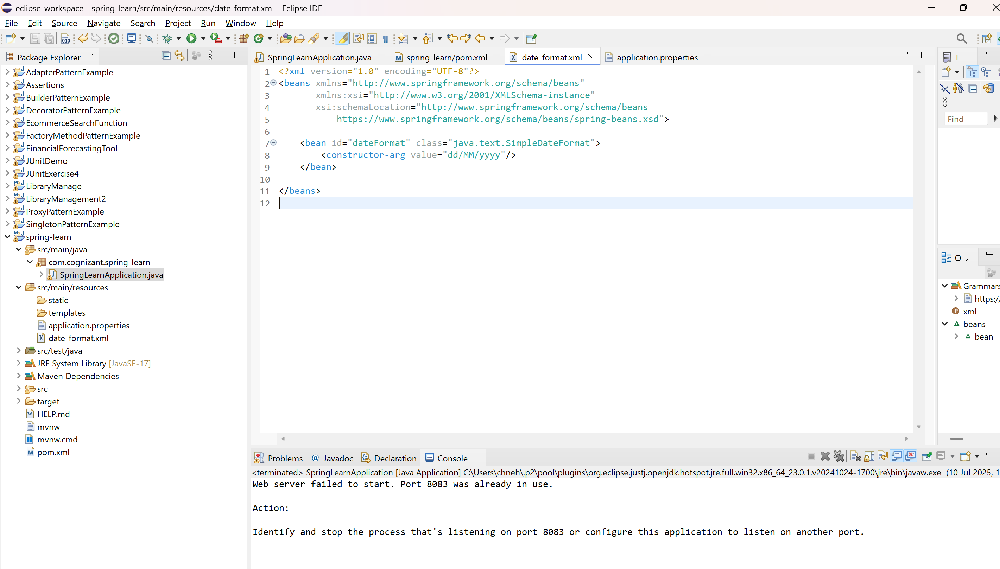 eclipse-workspace - spring-learn/src/main/resources/date-format.xml - Eclipse IDE
File Edit Source Navigate Search Project Run Window Help
Package Explorer
AdapterPatternExample
Assertions
BuilderPatternExample
DecoratorPatternExample
EcommerceSearchFunction
FactoryMethodPatternExample
FinancialForecastingTool
JUnitDemo
JUnitExercise4
LibraryManage
LibraryManagement2
ProxyPatternExample
SingletonPatternExample
spring-learn
src/main/java
com.cognizant.spring_learn
SpringLearnApplication.java
src/main/resources
static
templates
application.properties
date-format.xml
src/test/java
JRE System Library [JavaSE-17]
Maven Dependencies
src
target
HELP.md
mvnw
mvnw.cmd
pom.xml
SpringLearnApplication.java spring-learn/pom.xml date-format.xml application.properties
1 <?xml version="1.0" encoding="UTF-8"?>
2 <beans xmlns="http://www.springframework.org/schema/beans"
3 xmlns:xsi="http://www.w3.org/2001/XMLSchema-instance"
4 xsi:schemaLocation="http://www.springframework.org/schema/beans
5 https://www.springframework.org/schema/beans/spring-beans.xsd">
6
7 <bean id="dateFormat" class="java.text.SimpleDateFormat">
8 <constructor-arg value="dd/MM/yyyy"/>
9 </bean>
10
11 </beans>
12
T
Find
O
Grammars
https:/
xml
beans
bean
Problems Javadoc Declaration Console
<terminated> SpringLearnApplication [Java Application] C:\Users\chneh\.p2\pool\plugins\org.eclipse.justj.openjdk.hotspot.jre.full.win32.x86_64_23.0.1.v20241024-1700\jre\bin\javaw.exe (10 Jul 2025, 1
Web server failed to start. Port 8083 was already in use.
Action:
Identify and stop the process that's listening on port 8083 or configure this application to listen on another port.